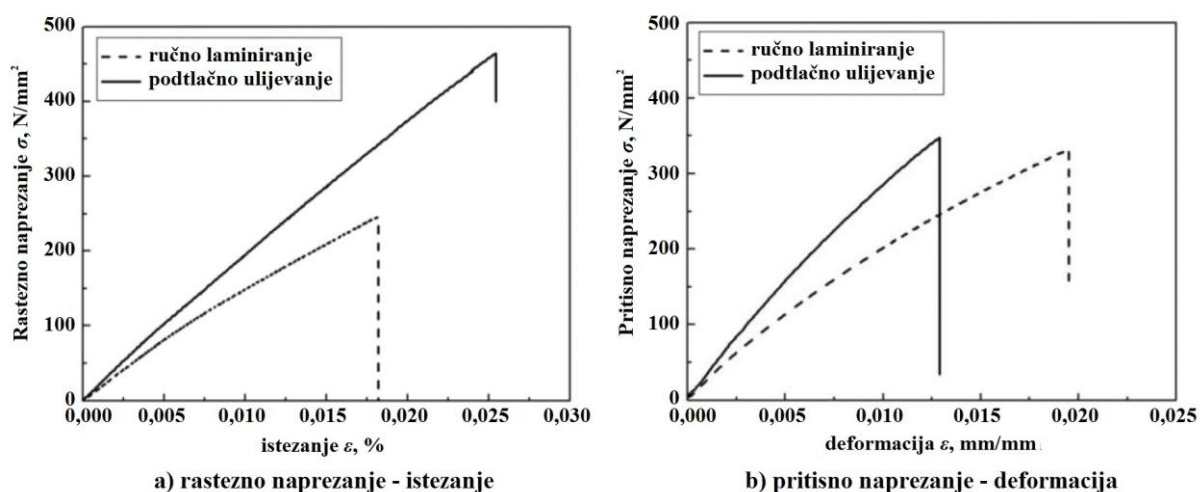 500
400
300
200
100
0
Rastezno naprezanje σ, N/mm²
ručno laminiranje
podtlačno ulijevanje
0,000 0,005 0,010 0,015 0,020 0,025 0,030
istezanje ε, %
a) rastezno naprezanje - istezanje
500
400
300
200
100
0
Pritisno naprezanje σ, N/mm²
ručno laminiranje
podtlačno ulijevanje
0,000 0,005 0,010 0,015 0,020 0,025
deformacija ε, mm/mm
b) pritisno naprezanje - deformacija